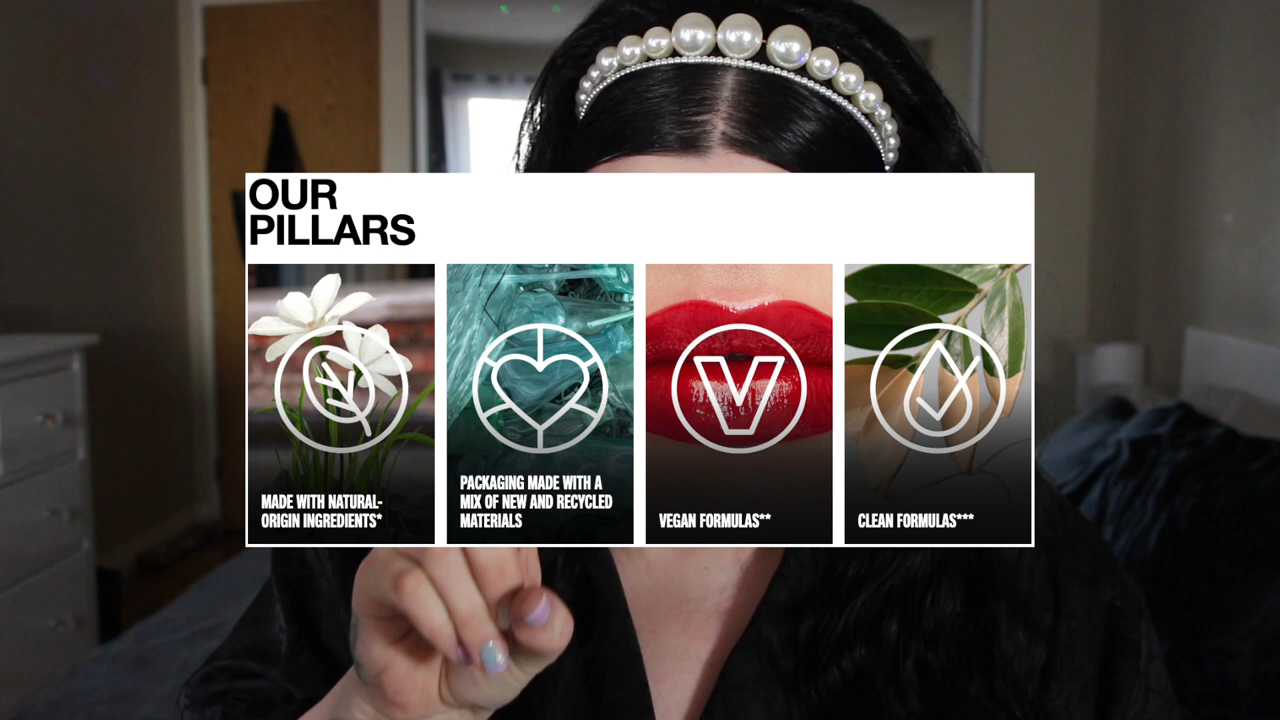 OUR
PILLARS
MADE WITH NATURAL-
ORIGIN INGREDIENTS*
PACKAGING MADE WITH A
MIX OF NEW AND RECYCLED
MATERIALS
V
VEGAN FORMULAS**
CLEAN FORMULAS***